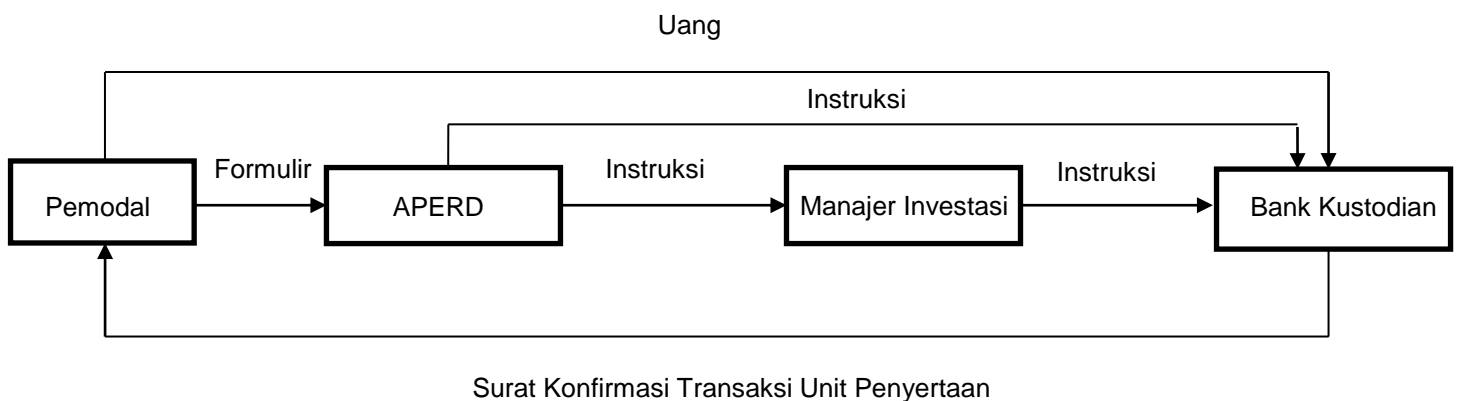 Uang
Instruksi
Formulir
Instruksi
Instruksi
Pemodal
APERD
Manajer Investasi
Bank Kustodian
Surat Konfirmasi Transaksi Unit Penyertaan